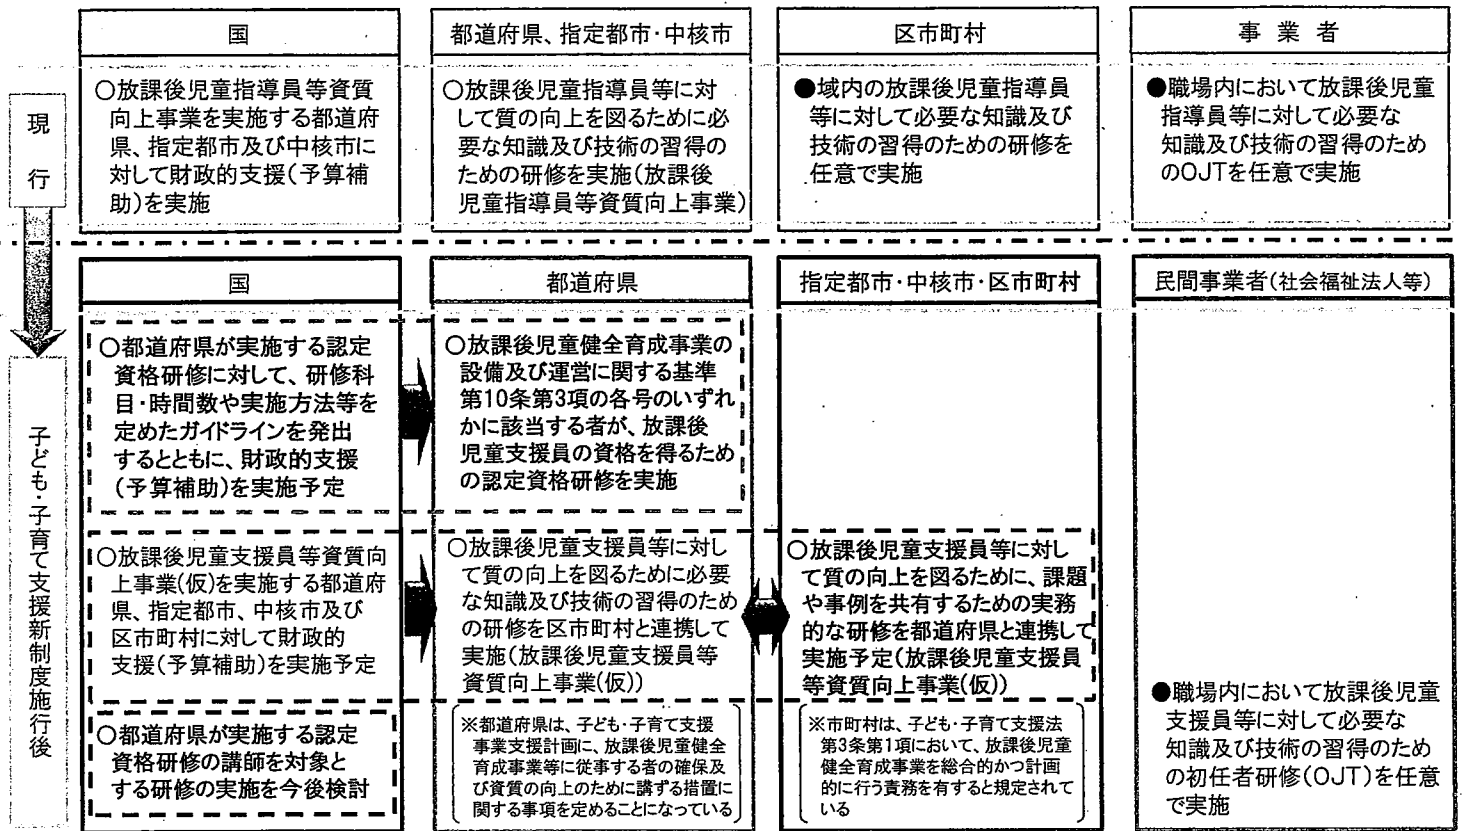 国
都道府県、指定都市・中核市
区市町村
事 業 者
現行
○放課後児童指導員等資質
向上事業を実施する都道府
県、指定都市及び中核市に
対して財政的支援(予算補
助)を実施
○放課後児童指導員等に対
して質の向上を図るために必
要な知識及び技術の習得の
ための研修を実施(放課後
児童指導員等資質向上事業)
●域内の放課後児童指導員
等に対して必要な知識及び
技術の習得のための研修を
任意で実施
●職場内において放課後児童
指導員等に対して必要な
知識及び技術の習得のため
のOJTを任意で実施
子ども・子育て支援新制度施行後
国
都道府県
指定都市・中核市・区市町村
民間事業者(社会福祉法人等)
○都道府県が実施する認定
資格研修に対して、研修科
目・時間数や実施方法等を
定めたガイドラインを発出
するとともに、財政的支援
(予算補助)を実施予定
○放課後児童健全育成事業の
設備及び運営に関する基準
第10条第3項の各号のいずれ
かに該当する者が、放課後
児童支援員の資格を得るため
の認定資格研修を実施
○放課後児童支援員等資質向
上事業(仮)を実施する都道府
県、指定都市、中核市及び
区市町村に対して財政的
支援(予算補助)を実施予定
○放課後児童支援員等に対し
て質の向上を図るために必要
な知識及び技術の習得のため
の研修を区市町村と連携して
実施(放課後児童支援員等
資質向上事業(仮))
○放課後児童支援員等に対し
て質の向上を図るために、課題
や事例を共有するための実務
的な研修を都道府県と連携して
実施予定(放課後児童支援員
等資質向上事業(仮))
○都道府県が実施する認定
資格研修の講師を対象と
する研修の実施を今後検討
※都道府県は、子ども・子育て支援
事業支援計画に、放課後児童健全
育成事業等に従事する者の確保及
び資質の向上のために講ずる措置に
関する事項を定めることになっている
※市町村は、子ども・子育て支援法
第3条第1項において、放課後児童
健全育成事業を総合的かつ計画
的に行う責務を有すると規定されて
いる
●職場内において放課後児童
支援員等に対して必要な
知識及び技術の習得のため
の初任者研修(OJT)を任意
で実施